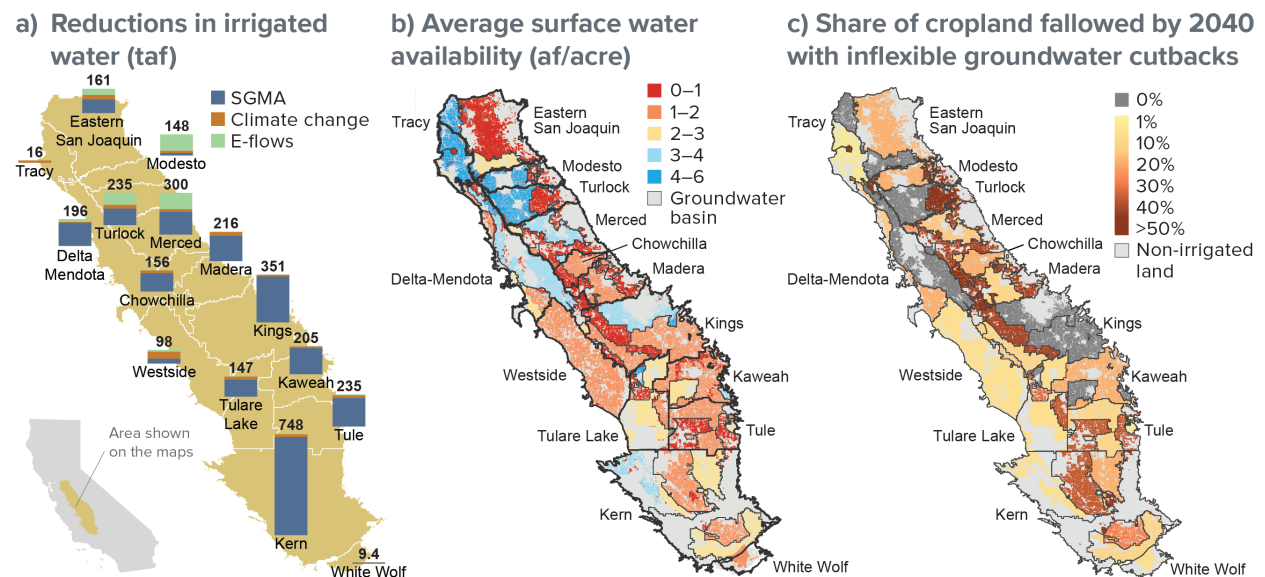 a) Reductions in irrigated
water (taf)
161
SGMA
Climate change
E-flows
Eastern
San Joaquin
148
Modesto
16
Tracy
235
Turlock
300
Merced
196
Delta
Mendota
216
Madera
156
Chowchilla
351
Kings
98
Westside
205
Kaweah
147
Tulare
Lake
235
Tule
748
Kern
9.4
White Wolf
Area shown
on the maps
b) Average surface water
availability (af/acre)
0–1
1–2
2–3
3–4
4–6
Groundwater
basin
Tracy
Eastern
San Joaquin
Modesto
Turlock
Merced
Chowchilla
Madera
Delta-Mendota
Kings
Westside
Kaweah
Tulare Lake
Tule
Kern
White Wolf
c) Share of cropland fallowed by 2040
with inflexible groundwater cutbacks
0%
1%
10%
20%
30%
40%
>50%
Non-irrigated
land
Tracy
Eastern
San Joaquin
Modesto
Turlock
Merced
Chowchilla
Madera
Delta-Mendota
Kings
Westside
Kaweah
Tulare Lake
Tule
Kern
White Wolf